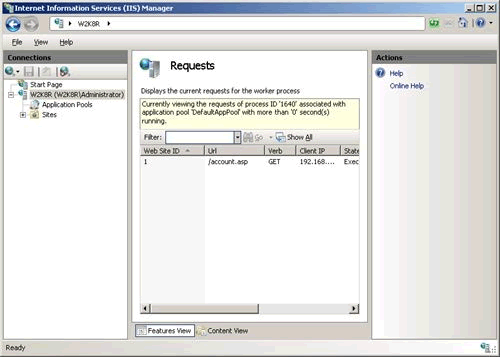 Internet Information Services (IIS) Manager
W2K8R
File View Help
Connections
Start Page
W2K8R (W2K8R\Administrator)
Application Pools
Sites
Requests
Displays the current requests for the worker process
Currently viewing the requests of process ID '1640' associated with
application pool 'DefaultAppPool' with more than '0' second(s)
running.
Filter: Go Show All
Web Site ID Url Verb Client IP State
1 /account.asp GET 192.168.... Exec
Features View Content View
Actions
Help
Online Help
Ready